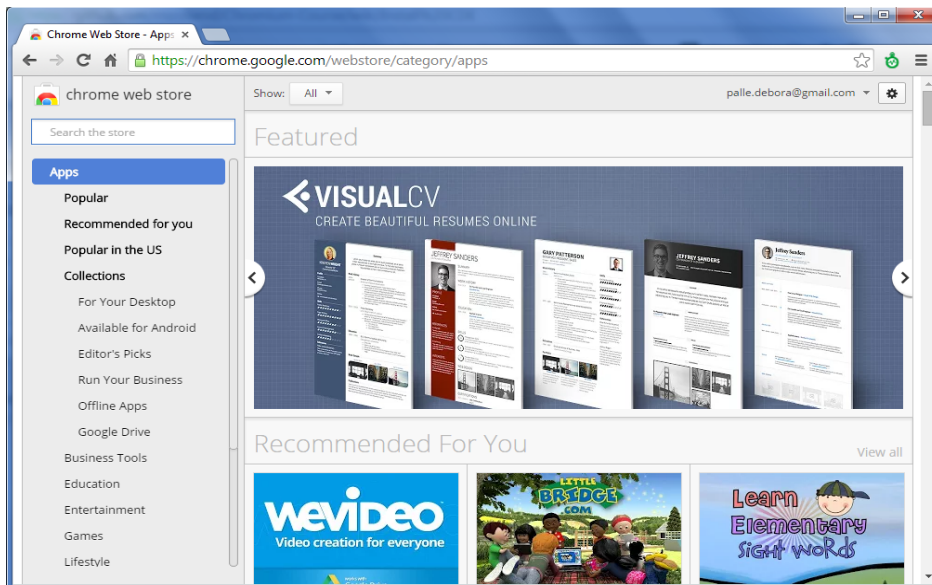 Chrome Web Store - Apps
https://chrome.google.com/webstore/category/apps
chrome web store
Show: All
palle.debora@gmail.com
Search the store
Featured
Apps
Popular
Recommended for you
Popular in the US
Collections
For Your Desktop
Available for Android
Editor's Picks
Run Your Business
Offline Apps
Google Drive
Business Tools
Education
Entertainment
Games
Lifestyle
VISUALCV
CREATE BEAUTIFUL RESUMES ONLINE
JEFFREY SANDERS
GARY PATTERSON
JEFFREY SANDERS
Jeffrey Sanders
Recommended For You
View all
WEVIDEO
Video creation for everyone
LITTLE
BRIDGE
.COM
Learn
Elementary
Sight Words